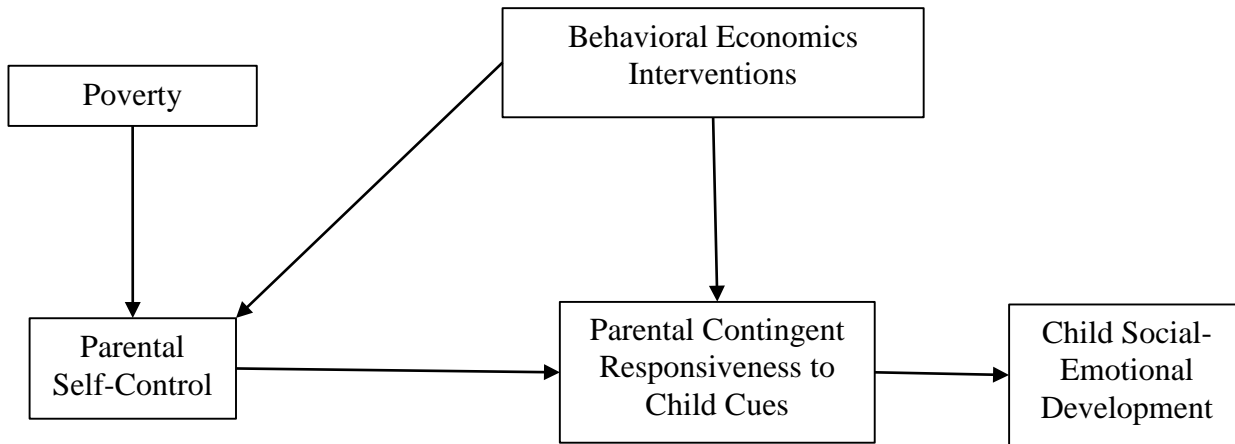 Behavioral Economics
Interventions
Poverty
Parental
Self-Control
Parental Contingent
Responsiveness to
Child Cues
Child Social-
Emotional
Development